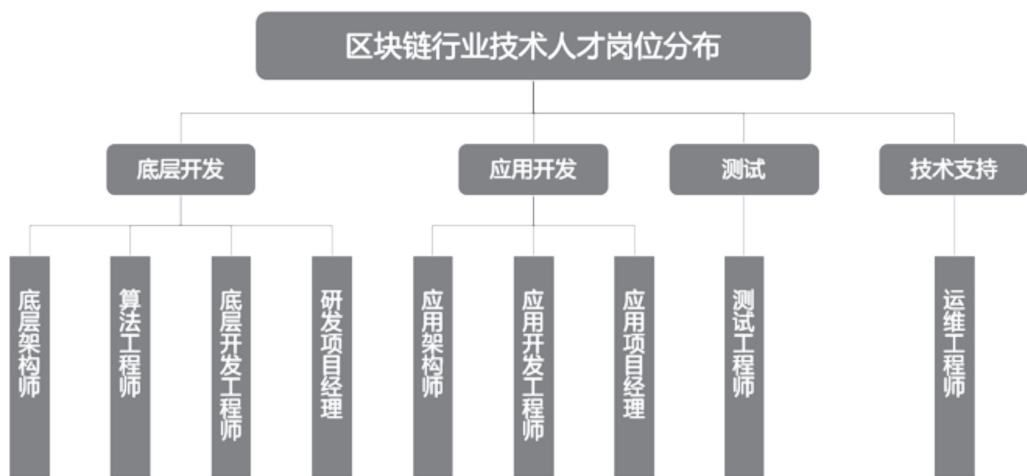 区块链行业技术人才岗位分布
底层开发
应用开发
测试
技术支持
底层架构师
算法工程师
底层开发工程师
研发项目经理
应用架构师
应用开发工程师
应用项目经理
测试工程师
运维工程师